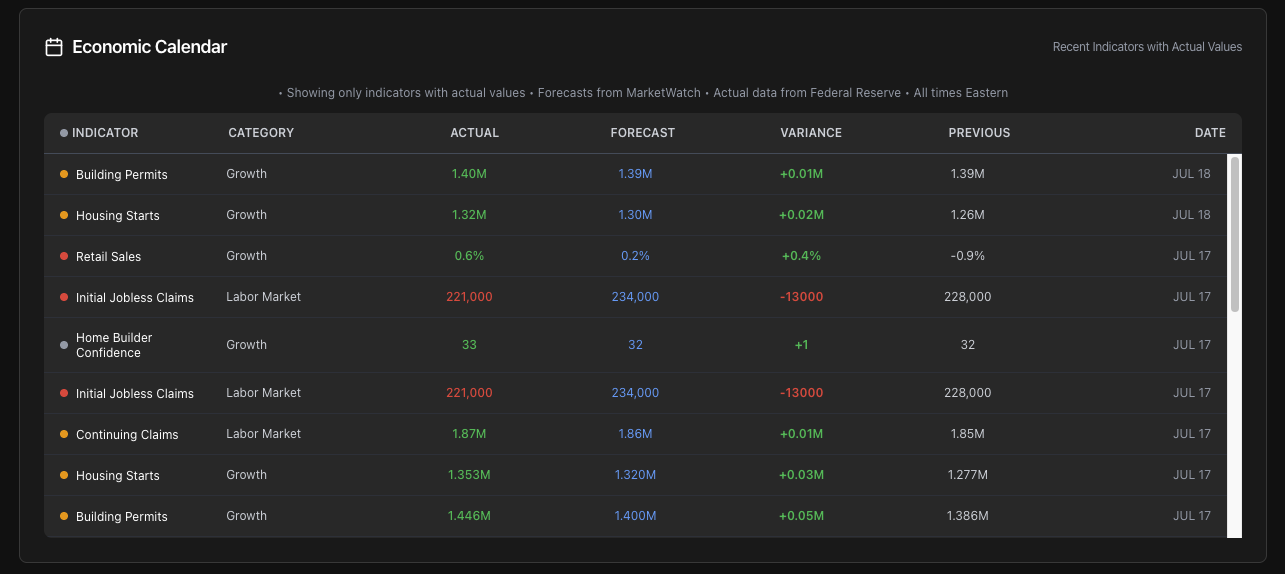 Economic Calendar
Recent Indicators with Actual Values
• Showing only indicators with actual values • Forecasts from MarketWatch • Actual data from Federal Reserve • All times Eastern
INDICATOR CATEGORY ACTUAL FORECAST VARIANCE PREVIOUS DATE
Building Permits Growth 1.40M 1.39M +0.01M 1.39M JUL 18
Housing Starts Growth 1.32M 1.30M +0.02M 1.26M JUL 18
Retail Sales Growth 0.6% 0.2% +0.4% -0.9% JUL 17
Initial Jobless Claims Labor Market 221,000 234,000 -13000 228,000 JUL 17
Home Builder
Confidence Growth 33 32 +1 32 JUL 17
Initial Jobless Claims Labor Market 221,000 234,000 -13000 228,000 JUL 17
Continuing Claims Labor Market 1.87M 1.86M +0.01M 1.85M JUL 17
Housing Starts Growth 1.353M 1.320M +0.03M 1.277M JUL 17
Building Permits Growth 1.446M 1.400M +0.05M 1.386M JUL 17